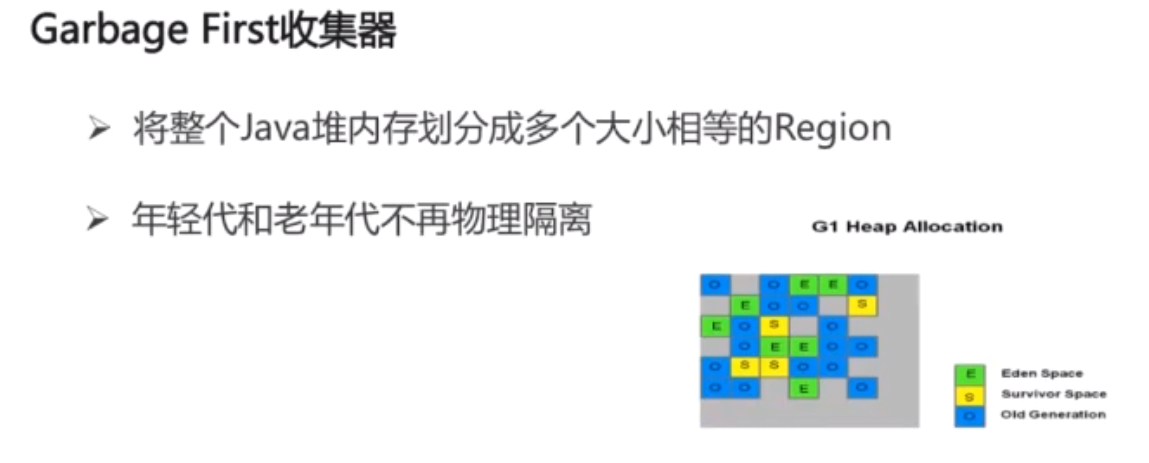 Garbage First收集器
➢ 将整个Java堆内存划分成多个大小相等的Region
➢ 年轻代和老年代不再物理隔离
G1 Heap Allocation
O O E E O
E O O S
E O S O
O E E O O
O S S O O
O O E O
E Eden Space
S Survivor Space
O Old Generation